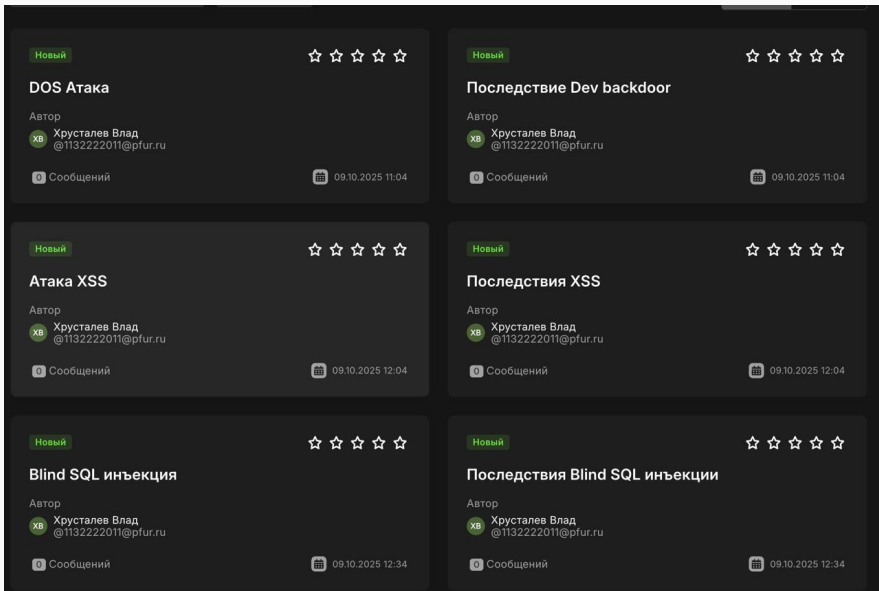 Новый
DOS Атака
Автор
ХВ
Хрусталев Влад
@1132222011@pfur.ru
0 Сообщений
09.10.2025 11:04
Новый
Последствие Dev backdoor
Автор
ХВ
Хрусталев Влад
@1132222011@pfur.ru
0 Сообщений
09.10.2025 11:04
Новый
Атака XSS
Автор
ХВ
Хрусталев Влад
@1132222011@pfur.ru
0 Сообщений
09.10.2025 12:04
Новый
Последствия XSS
Автор
ХВ
Хрусталев Влад
@1132222011@pfur.ru
0 Сообщений
09.10.2025 12:04
Новый
Blind SQL инъекция
Автор
ХВ
Хрусталев Влад
@1132222011@pfur.ru
0 Сообщений
09.10.2025 12:34
Новый
Последствия Blind SQL инъекции
Автор
ХВ
Хрусталев Влад
@1132222011@pfur.ru
0 Сообщений
09.10.2025 12:34